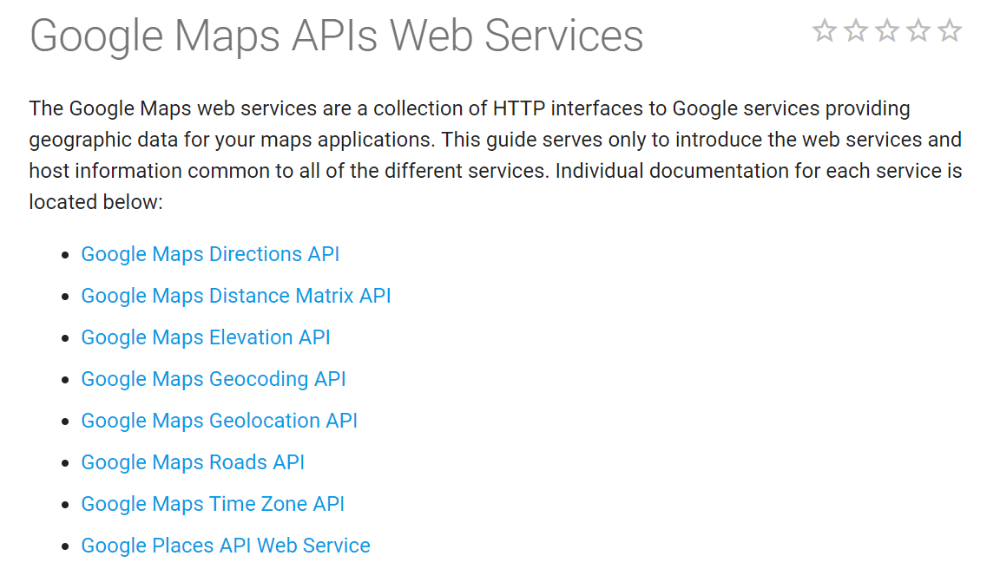 Google Maps APIs Web Services
The Google Maps web services are a collection of HTTP interfaces to Google services providing
geographic data for your maps applications. This guide serves only to introduce the web services and
host information common to all of the different services. Individual documentation for each service is
located below:
Google Maps Directions API
Google Maps Distance Matrix API
Google Maps Elevation API
Google Maps Geocoding API
Google Maps Geolocation API
Google Maps Roads API
Google Maps Time Zone API
Google Places API Web Service